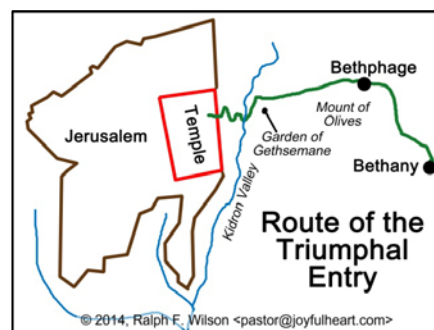 Bethphage
Mount of
Olives
Jerusalem
Temple
Garden of
Gethsemane
Bethany
Kidron Valley
Route of the
Triumphal
Entry
© 2014, Ralph F. Wilson <pastor@joyfulheart.com>